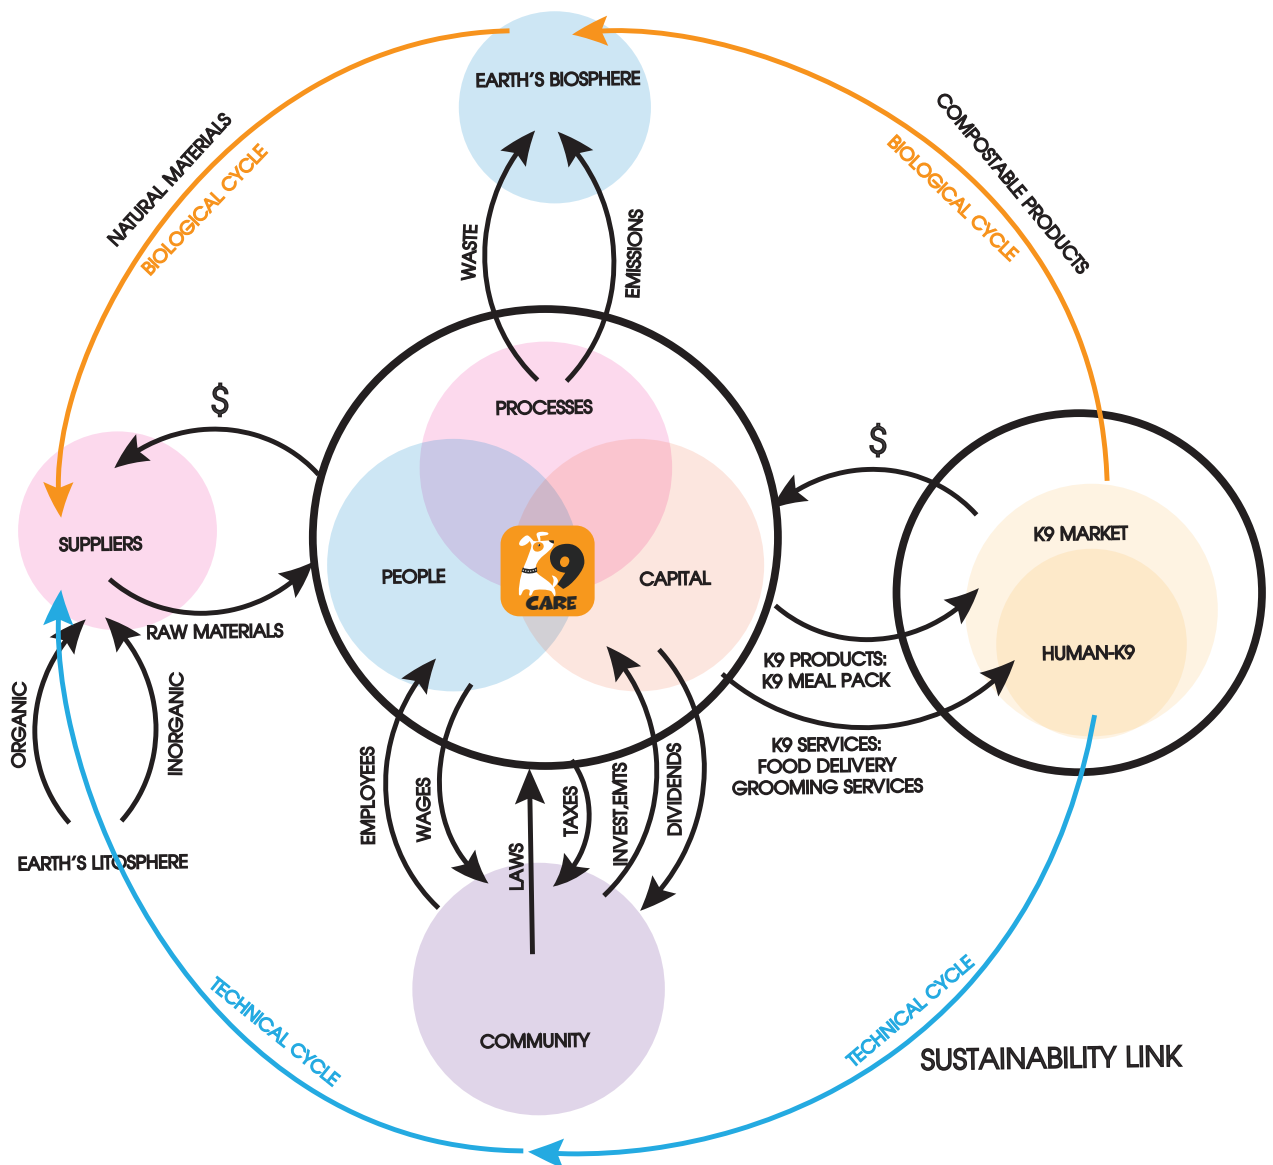 EARTH'S BIOSPHERE
NATURAL MATERIALS
BIOLOGICAL CYCLE
COMPOSTABLE PRODUCTS
BIOLOGICAL CYCLE
WASTE
EMISSIONS
$
PROCESSES
$
SUPPLIERS
PEOPLE
CAPITAL
9
CARE
K9 MARKET
HUMAN-K9
RAW MATERIALS
K9 PRODUCTS:
K9 MEAL PACK
K9 SERVICES:
FOOD DELIVERY
GROOMING SERVICES
ORGANIC
INORGANIC
EARTH'S LITOSPHERE
EMPLOYEES
WAGES
LAWS
TAXES
INVEST,EMTS
DIVIDENDS
COMMUNITY
TECHNICAL CYCLE
TECHNICAL CYCLE
SUSTAINABILITY LINK